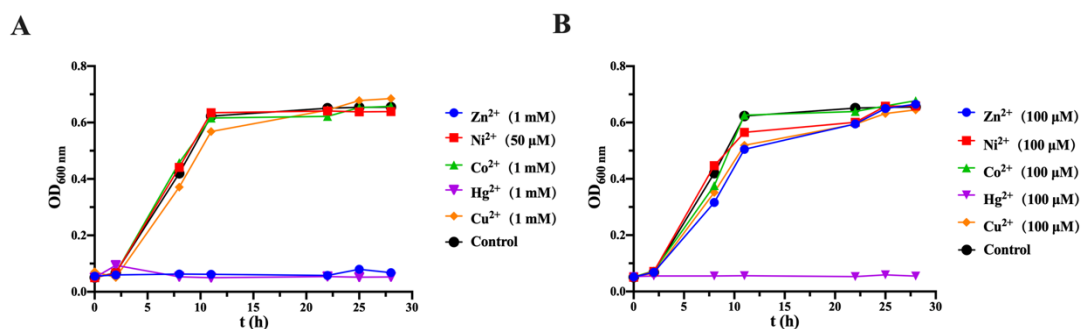 A
OD600 nm
0.8
0.6
0.4
0.2
0.0
0
5
10
15
20
25
30
t (h)
Zn²⁺（1 mM）
Ni²⁺（50 μM）
Co²⁺（1 mM）
Hg²⁺（1 mM）
Cu²⁺（1 mM）
Control
B
OD600 nm
0.8
0.6
0.4
0.2
0.0
0
5
10
15
20
25
30
t (h)
Zn²⁺（100 μM）
Ni²⁺（100 μM）
Co²⁺（100 μM）
Hg²⁺（100 μM）
Cu²⁺（100 μM）
Control